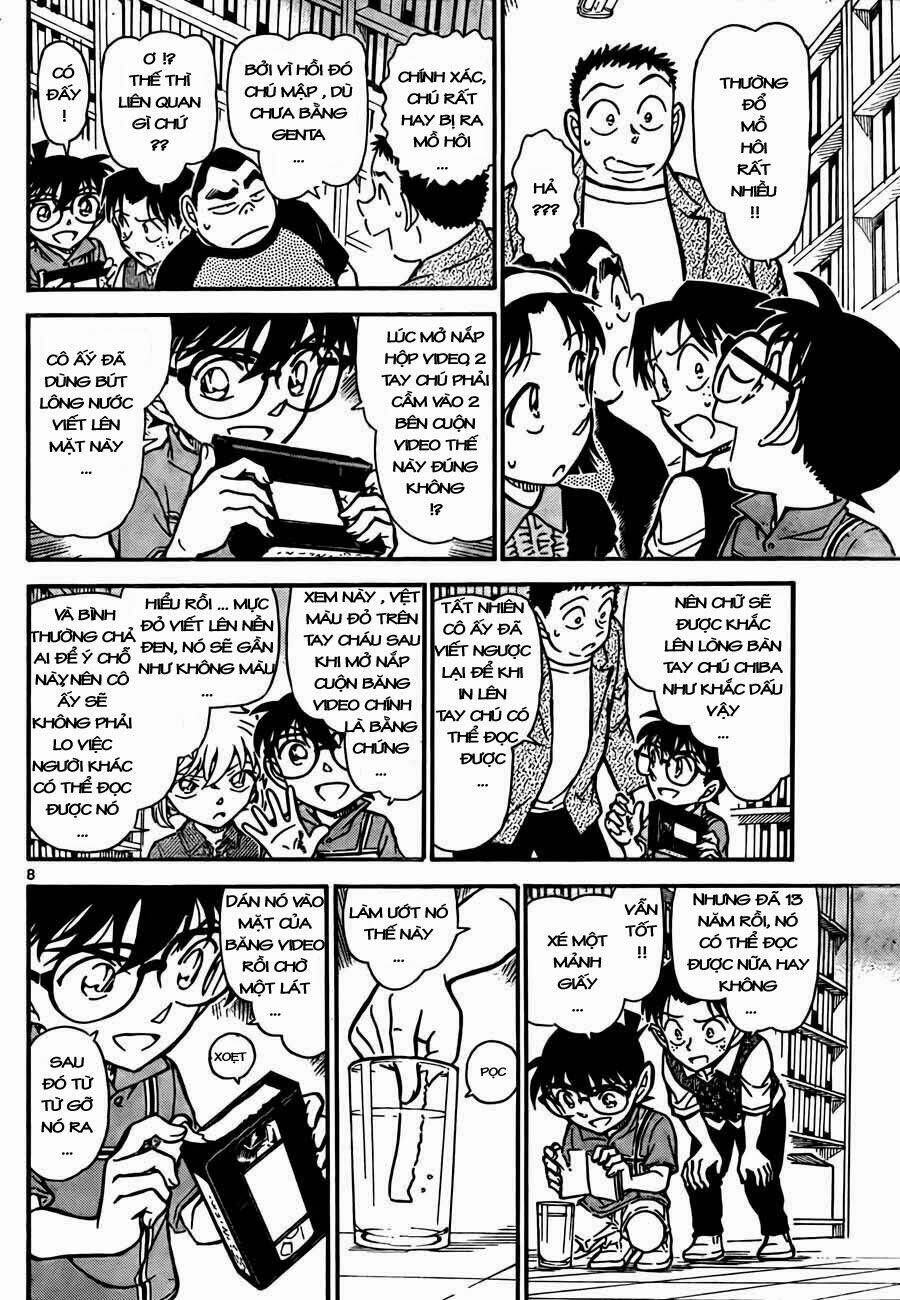 THƯỜNG
ĐỔ
MỒ
HÔI
RẤT
NHIỀU
!!
HẢ
???
CHÍNH XÁC,
CHÚ RẤT
HAY BỊ RA
MỒ HÔI
...
BỞI VÌ HỒI ĐÓ
CHÚ MẬP , DÙ
CHƯA BẰNG
GENTA
...
Ơ !?
THẾ THÌ
LIÊN QUAN
GÌ CHỨ
??
CÓ
ĐẤY
!
LÚC MỞ NẮP
HỘP VIDEO, 2
TAY CHÚ PHẢI
CẦM VÀO 2
BÊN CUỘN
VIDEO THẾ
NÀY ĐÚNG
KHÔNG
!?
CÔ ẤY ĐÃ
DÙNG BÚT
LÔNG NƯỚC
VIẾT LÊN
MẶT NÀY
...
NÊN CHỮ SẼ
ĐƯỢC KHẮC
LÊN LÒNG BÀN
TAY CHÚ CHIBA
NHƯ KHẮC DẤU
VẬY
...
TẤT NHIÊN
CÔ ẤY ĐÃ
VIẾT NGƯỢC
LẠI ĐỂ KHI
IN LÊN
TAY CHÚ CÓ
THỂ ĐỌC
ĐƯỢC
...
XEM NÀY , VỆT
MÀU ĐỎ TRÊN
TAY CHÁU SAU
KHI MỞ NẮP
CUỘN BĂNG
VIDEO CHÍNH
LÀ BẰNG
CHỨNG
...
HIỂU RỒI ... MỰC
ĐỎ VIẾT LÊN NỀN
ĐEN, NÓ SẼ GẦN
NHƯ KHÔNG MÀU
...
VÀ BÌNH
THƯỜNG CHẢ
AI ĐỂ Ý CHỖ
NÀY NÊN CÔ
ẤY SẼ
KHÔNG PHẢI
LO VIỆC
NGƯỜI KHÁC
CÓ THỂ ĐỌC
ĐƯỢC NÓ
...
8
NHƯNG ĐÃ 13
NĂM RỒI, NÓ
CÓ THỂ ĐỌC
ĐƯỢC NỮA HAY
KHÔNG
...
VẪN
TỐT
!!
XÉ MỘT
MẢNH
GIẤY
...
LÀM ƯỚT NÓ
THẾ NÀY
...
PỌC
DÁN NÓ VÀO
MẶT CỦA
BĂNG VIDEO
RỒI CHỜ
MỘT LÁT
...
XOẸT
SAU
ĐÓ TỪ
TỪ GỠ
NÓ RA
...